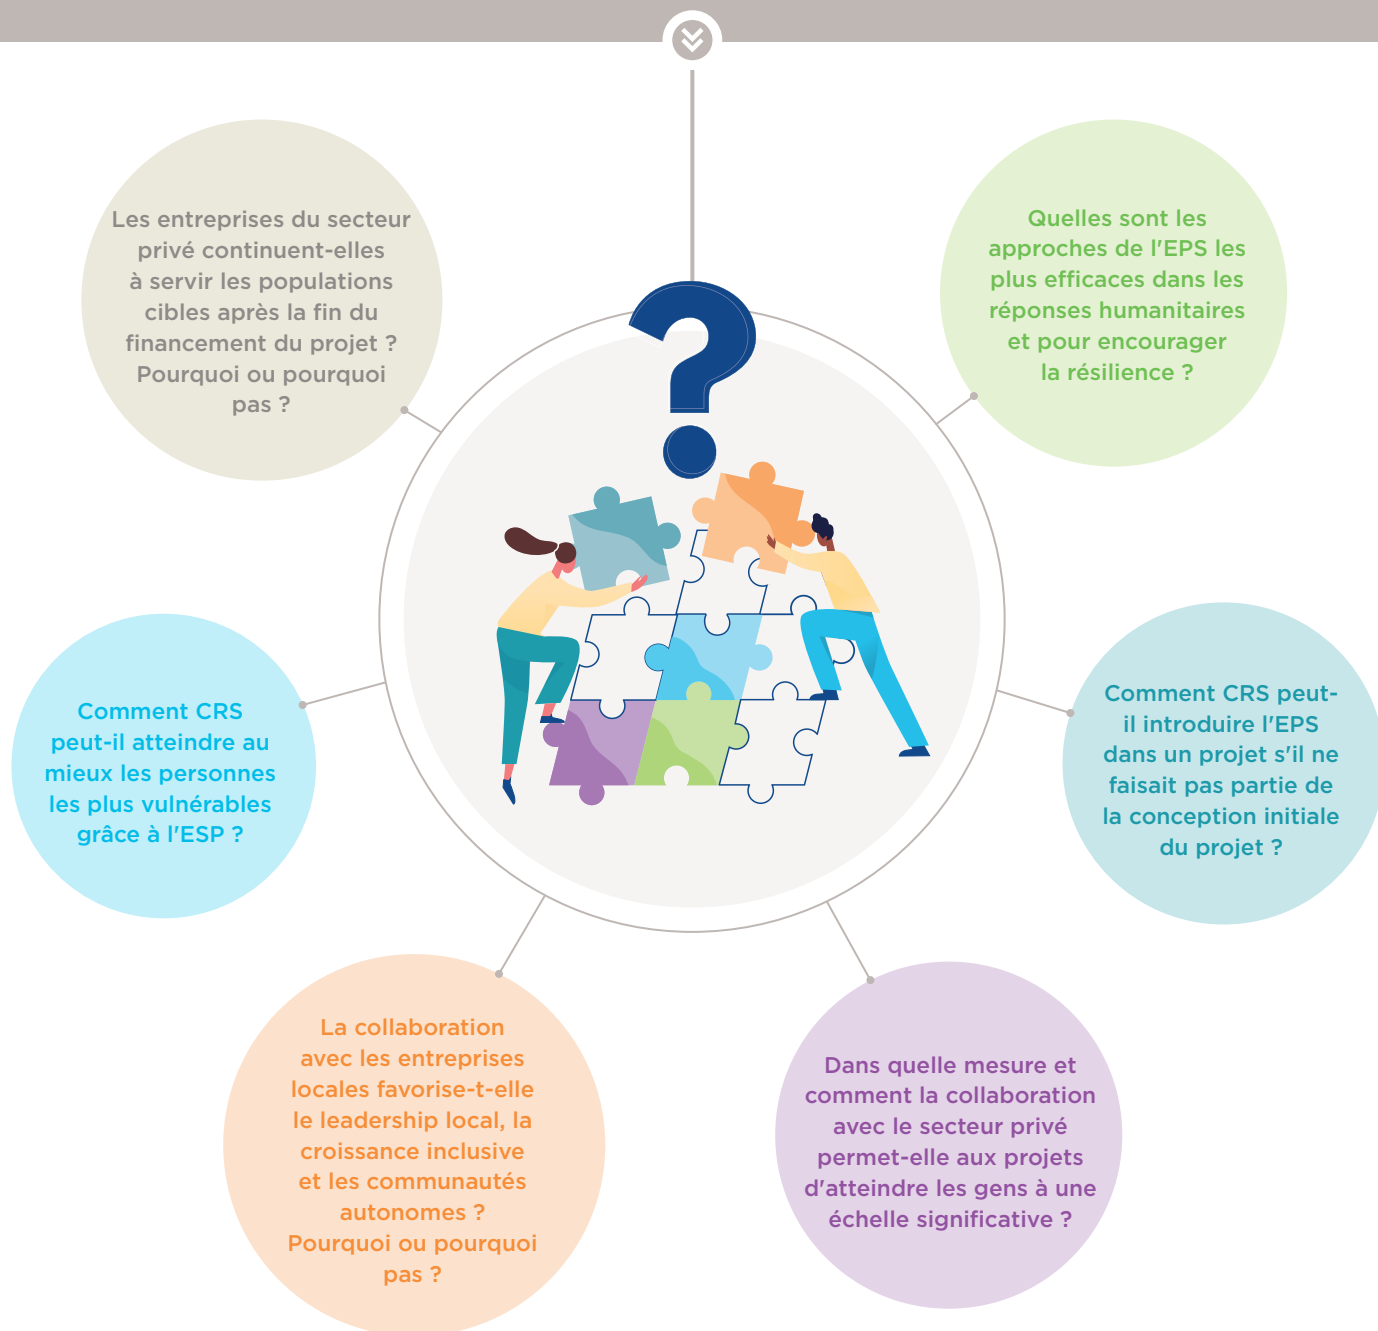 Les entreprises du secteur
privé continuent-elles
à servir les populations
cibles après la fin du
financement du projet ?
Pourquoi ou pourquoi
pas ?
Quelles sont les
approches de l'EPS les
plus efficaces dans les
réponses humanitaires
et pour encourager
la résilience ?
Comment CRS
peut-il atteindre au
mieux les personnes
les plus vulnérables
grâce à l'ESP ?
Comment CRS peut-
il introduire l'EPS
dans un projet s'il ne
faisait pas partie de
la conception initiale
du projet ?
La collaboration
avec les entreprises
locales favorise-t-elle
le leadership local, la
croissance inclusive
et les communautés
autonomes ?
Pourquoi ou pourquoi
pas ?
Dans quelle mesure et
comment la collaboration
avec le secteur privé
permet-elle aux projets
d'atteindre les gens à une
échelle significative ?